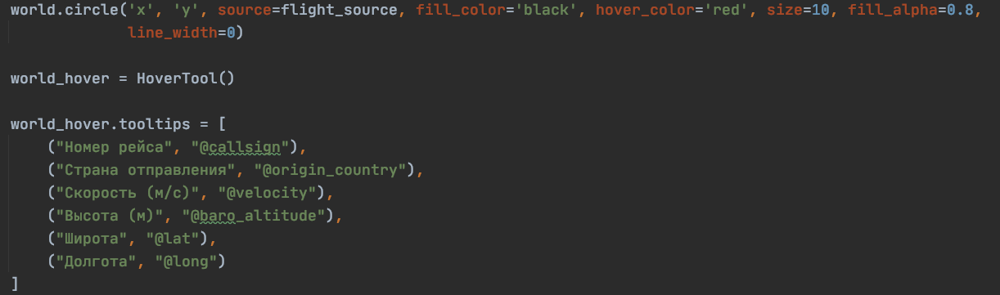 world.circle('x', 'y', source=flight_source, fill_color='black', hover_color='red', size=10, fill_alpha=0.8,
line_width=0)
world_hover = HoverTool()
world_hover.tooltips = [
("Номер рейса", "@callsign"),
("Страна отправления", "@origin_country"),
("Скорость (м/с)", "@velocity"),
("Высота (м)", "@baro_altitude"),
("Широта", "@lat"),
("Долгота", "@long")
]